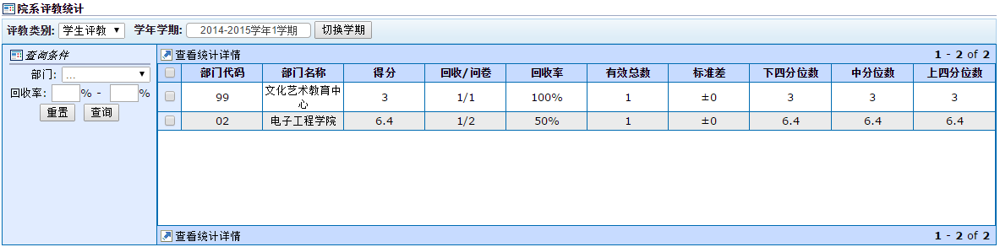 院系评教统计
评教类别: 学生评教 学年学期: 2014-2015学年1学期 切换学期
查询条件
部门: ...
回收率: % - %
重置 查询
查看统计详情 1 - 2 of 2
部门代码 部门名称 得分 回收/问卷 回收率 有效总数 标准差 下四分位数 中分位数 上四分位数
99 文化艺术教育中心 3 1/1 100% 1 ±0 3 3 3
02 电子工程学院 6.4 1/2 50% 1 ±0 6.4 6.4 6.4
查看统计详情 1 - 2 of 2